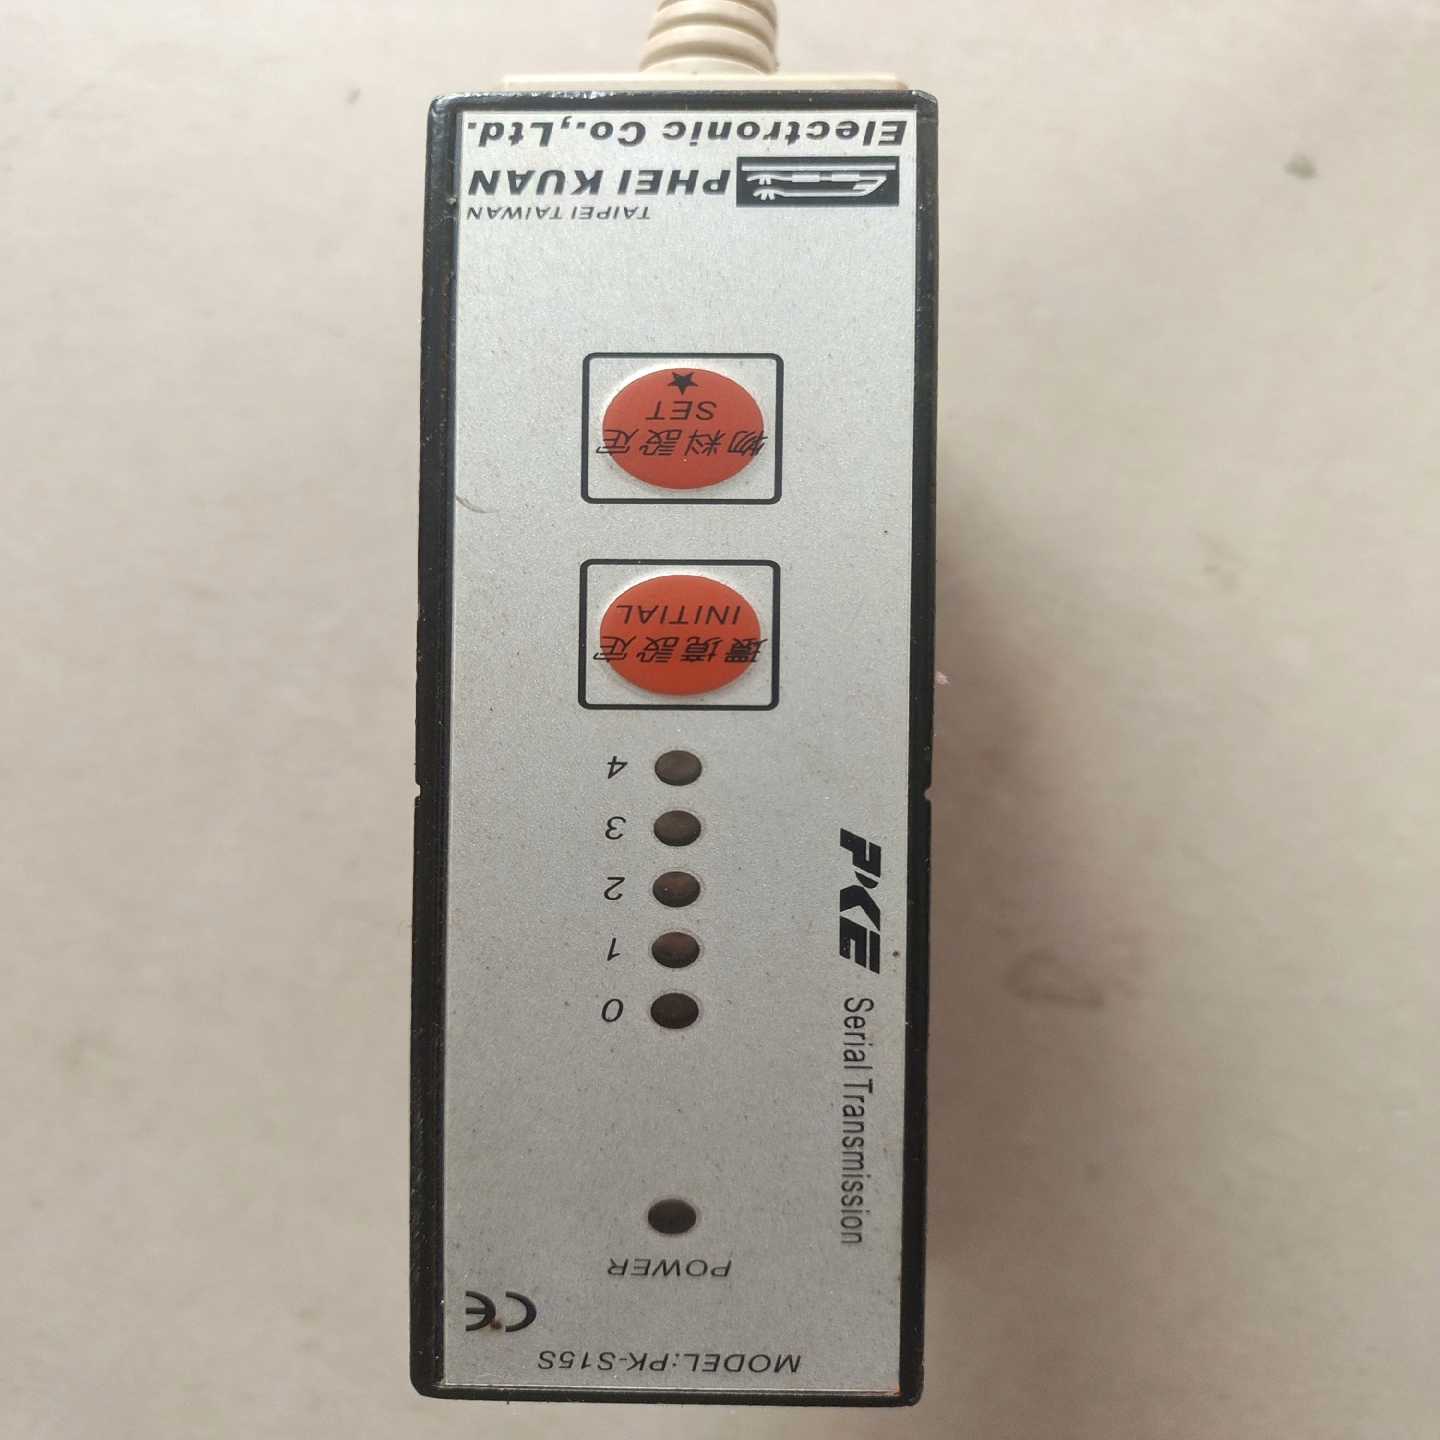 MODEL:PK-S15S
CE
POWER
0
1
2
3
4
環境設定
INITIAL
物料設定
SET
TAIPEI TAIWAN
PHEI KUAN
Electronic Co.,Ltd.
PKE Serial Transmission